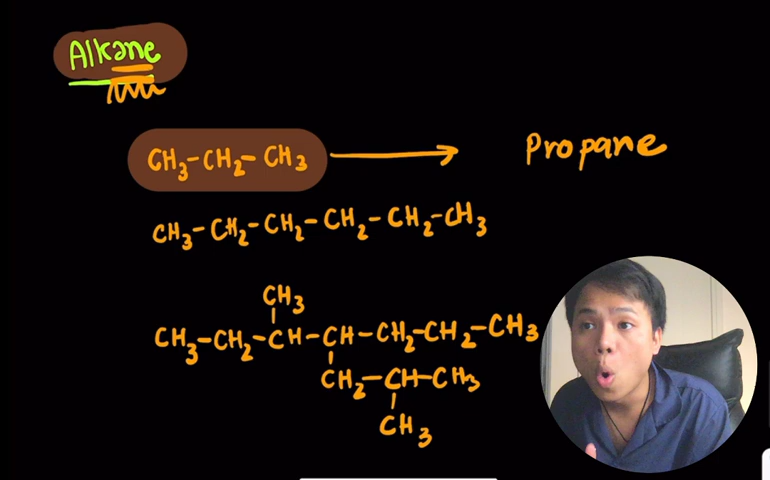 Alkane
CH3-CH2-CH3 → Propane
CH3-CH2-CH2-CH2-CH2-CH3
CH3
CH3-CH2-CH-CH-CH2-CH2-CH3
CH2-CH-CH3
CH3